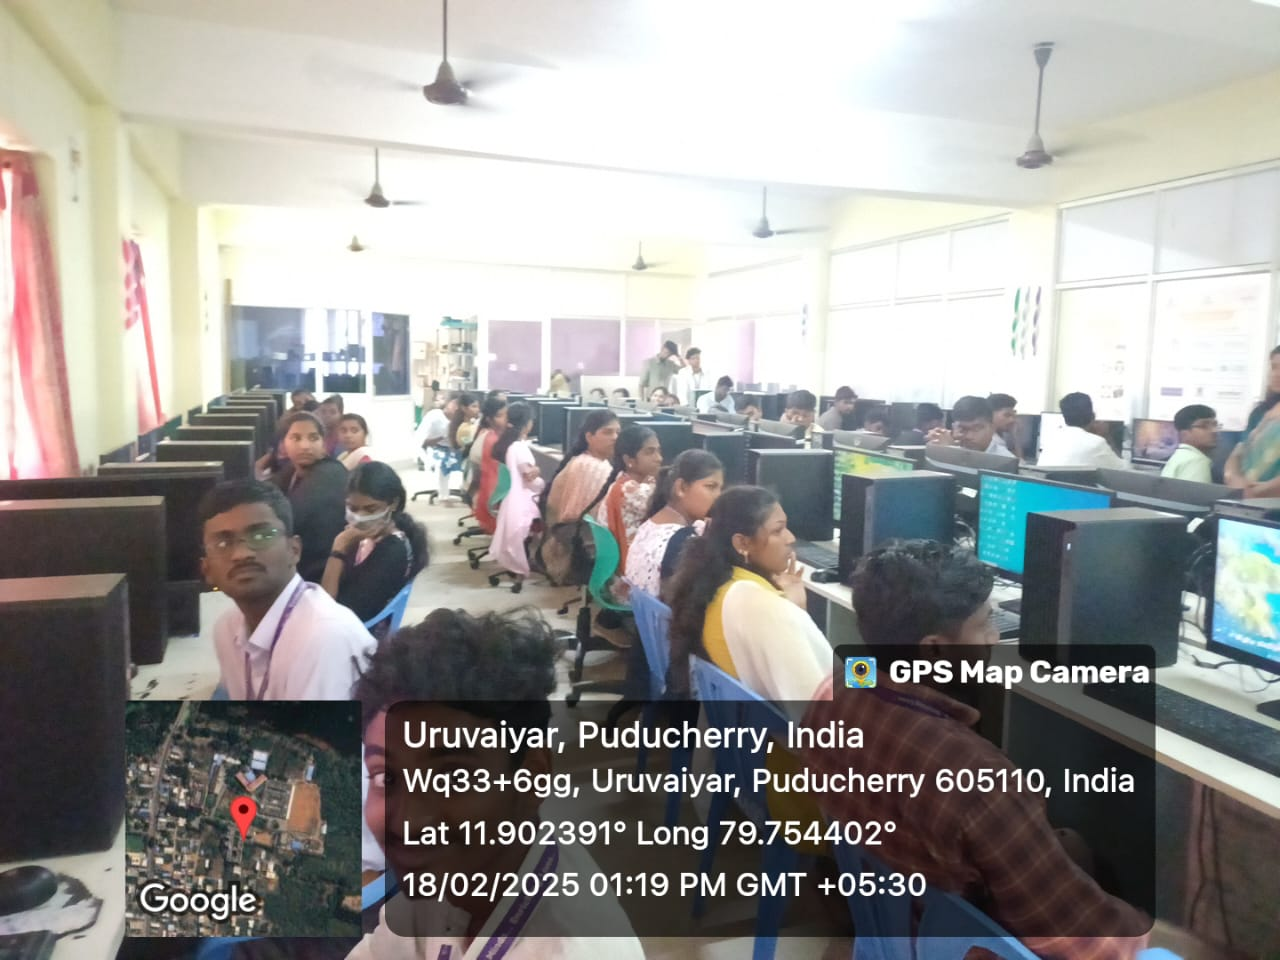 GPS Map Camera
Uruvaiyar, Puducherry, India
Wq33+6gg, Uruvaiyar, Puducherry 605110, India
Lat 11.902391° Long 79.754402°
18/02/2025 01:19 PM GMT +05:30
Google